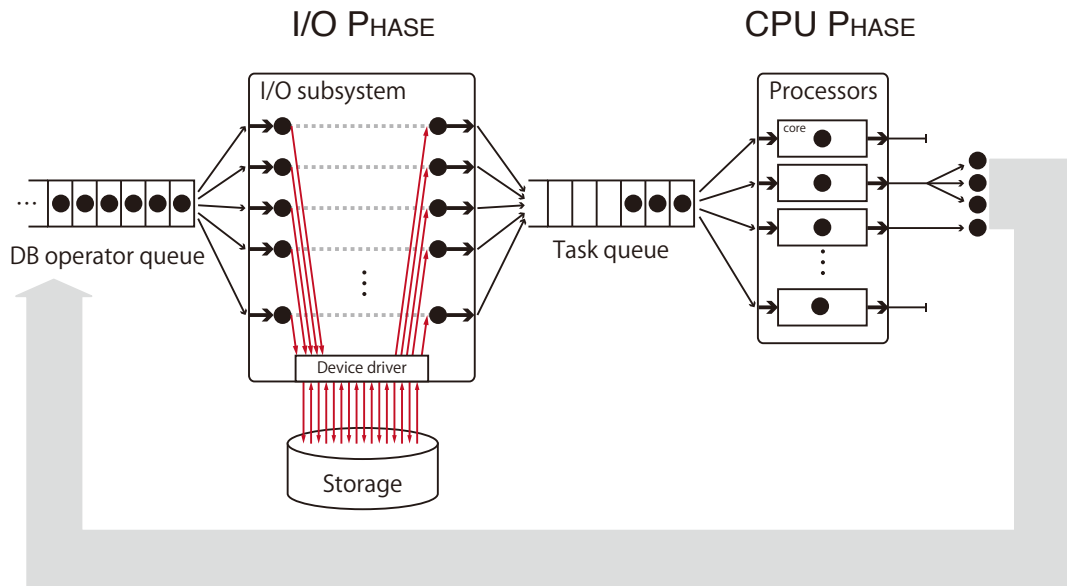 I/O PHASE
CPU PHASE
I/O subsystem
Processors
core
...
DB operator queue
Task queue
Device driver
Storage